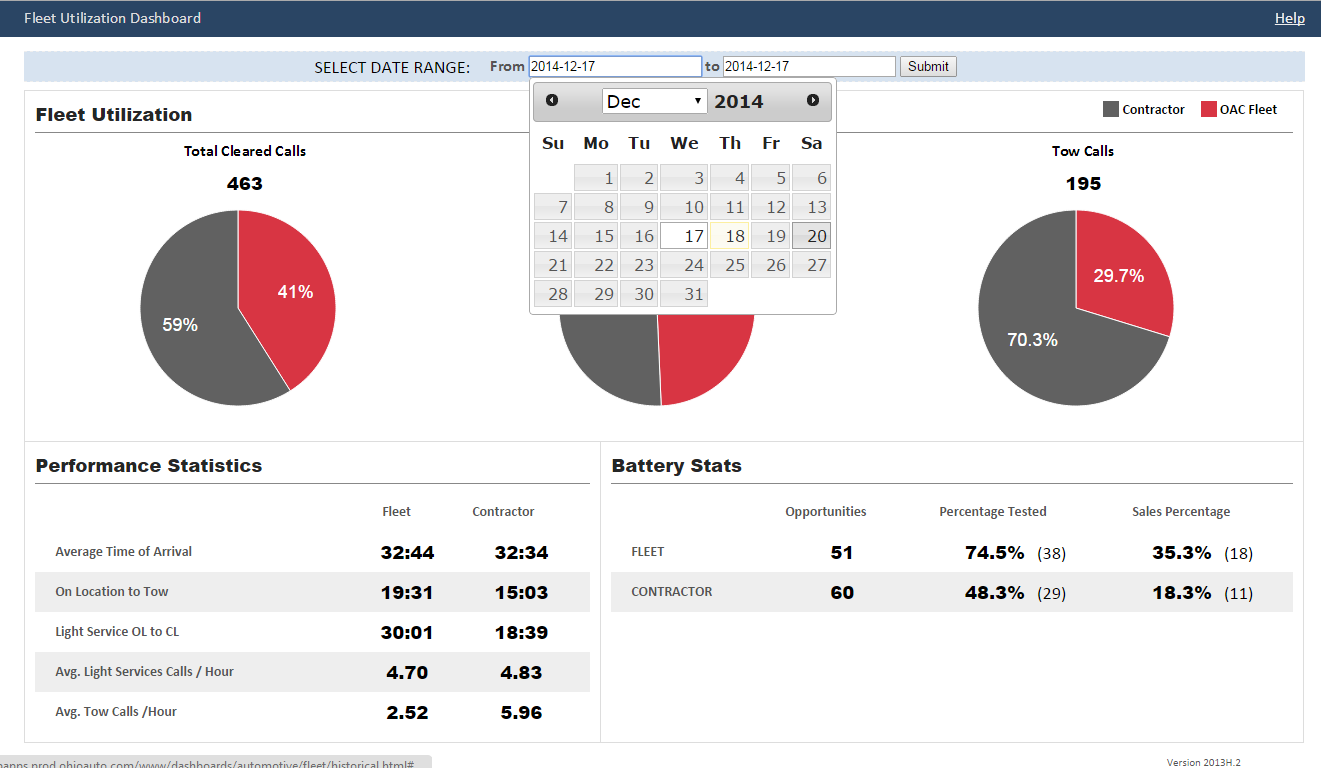 Fleet Utilization Dashboard Help
SELECT DATE RANGE: From 2014-12-17 to 2014-12-17 Submit
Dec 2014
Su Mo Tu We Th Fr Sa
1 2 3 4 5 6
7 8 9 10 11 12 13
14 15 16 17 18 19 20
21 22 23 24 25 26 27
28 29 30 31
Fleet Utilization Contractor OAC Fleet
Total Cleared Calls
463
41%
59%
Tow Calls
195
29.7%
70.3%
Performance Statistics
Fleet Contractor
Average Time of Arrival 32:44 32:34
On Location to Tow 19:31 15:03
Light Service OL to CL 30:01 18:39
Avg. Light Services Calls / Hour 4.70 4.83
Avg. Tow Calls /Hour 2.52 5.96
Battery Stats
Opportunities Percentage Tested Sales Percentage
FLEET 51 74.5% (38) 35.3% (18)
CONTRACTOR 60 48.3% (29) 18.3% (11)
Version 2013H.2
apps.prod.ohioauto.com/www/dashboards/automotive/fleet/historical.html#